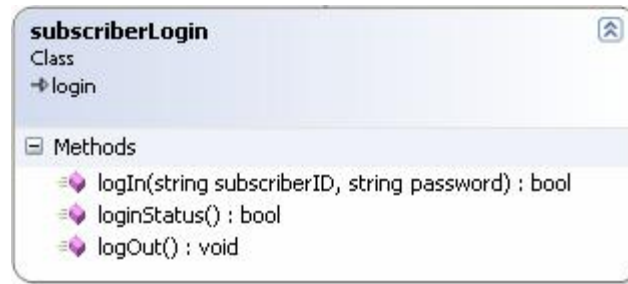 subscriberLogin
Class
login
Methods
logIn(string subscriberID, string password) : bool
loginStatus() : bool
logOut() : void